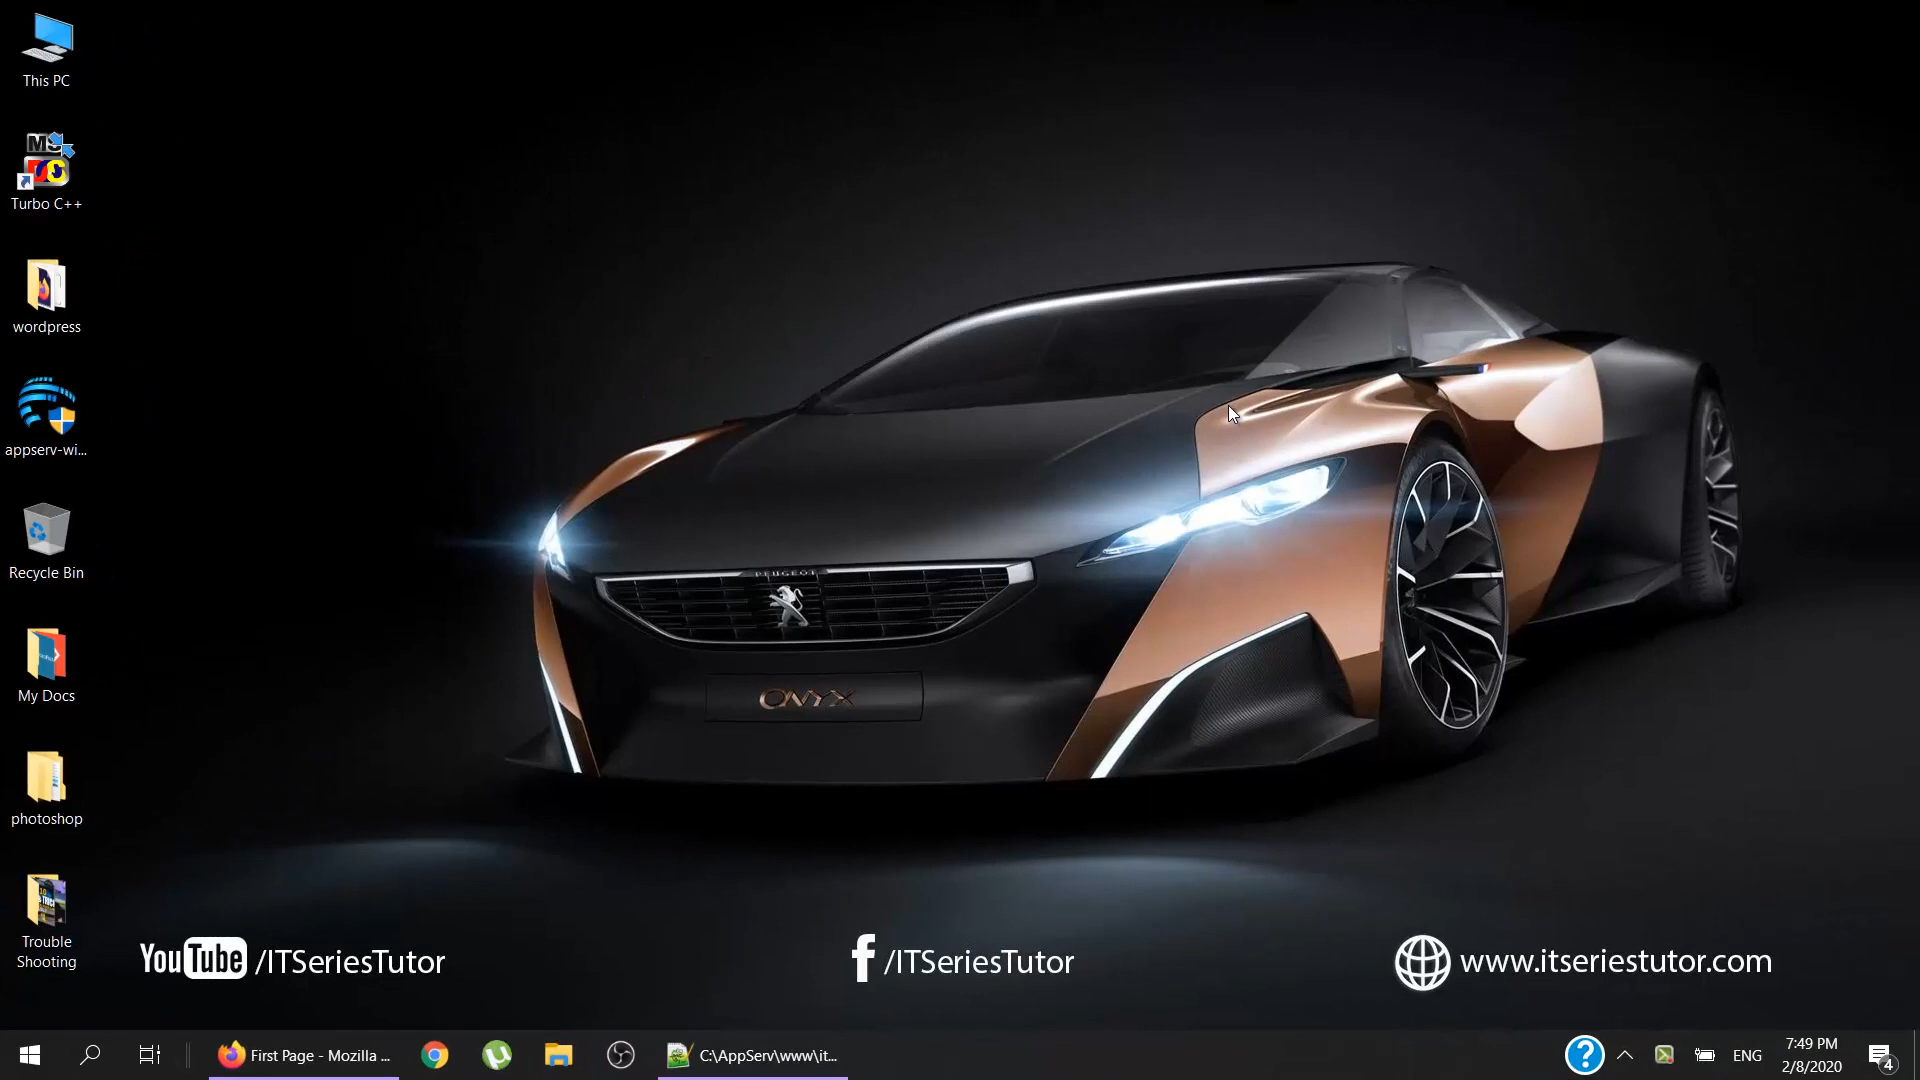 This PC
MS
Turbo C++
wordpress
appserv-wi...
Recycle Bin
My Docs
photoshop
Trouble
Shooting
PEUGEOT
ONYX
YouTube /ITSeriesTutor
f /ITSeriesTutor
www.itseriestutor.com
First Page - Mozilla ...
C:\AppServ\www\it...
?
ENG
7:49 PM
2/8/2020
4